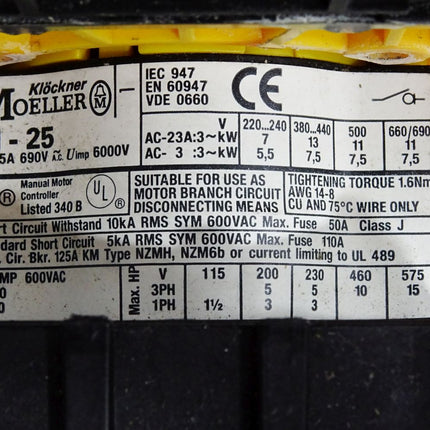 Klöckner
MOELLER
IEC 947
EN 60947
VDE 0660
CE
- 25
5A 690V Uimp 6000V
V 220...240 380...440 500 660/690
AC-23A:3~kW 7 13 11 11
AC- 3 :3~kW 5,5 7,5 7,5 7,5
Manual Motor
Controller
Listed 340 B
UL
SUITABLE FOR USE AS
MOTOR BRANCH CIRCUIT
DISCONNECTING MEANS
TIGHTENING TORQUE 1.6Nm
AWG 14-8
CU AND 75°C WIRE ONLY
rt Circuit Withstand 10kA RMS SYM 600VAC Max. Fuse 50A Class J
ndard Short Circuit 5kA RMS SYM 600VAC Max. Fuse 110A
. Cir. Bkr. 125A KM Type NZMH, NZM6b or current limiting to UL 489
MP 600VAC
0
0
Max. HP
V 115 200 230 460 575
3PH 5 5 10 15
1PH 1½ 3 3